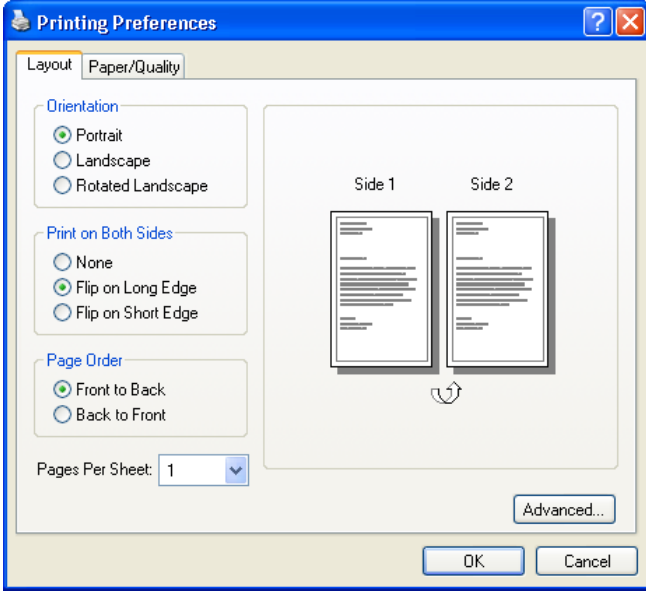 Printing Preferences
Layout
Paper/Quality
Orientation
Portrait
Landscape
Rotated Landscape
Print on Both Sides
None
Flip on Long Edge
Flip on Short Edge
Page Order
Front to Back
Back to Front
Pages Per Sheet: 1
Side 1 Side 2
Advanced...
OK Cancel